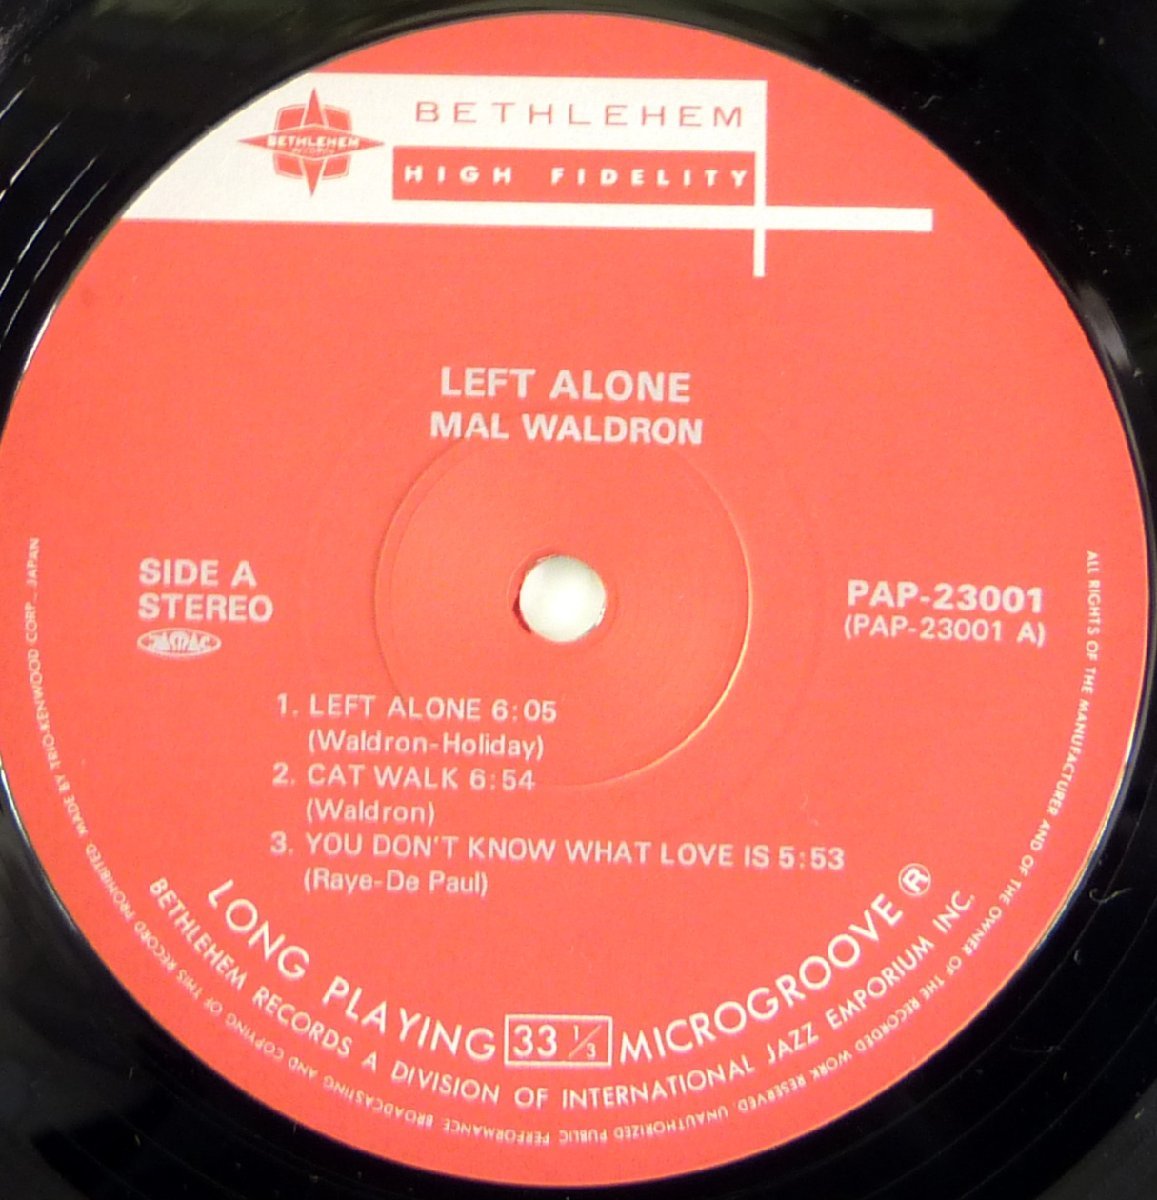 BETHLEHEM
BETHLEHEM
RECORDS
HIGH FIDELITY
LEFT ALONE
MAL WALDRON
SIDE A
STEREO
PAP-23001
(PAP-23001 A)
1. LEFT ALONE 6:05
(Waldron-Holiday)
2. CAT WALK 6:54
(Waldron)
3. YOU DON'T KNOW WHAT LOVE IS 5:53
(Raye-De Paul)
LONG PLAYING 33 1/3 MICROGROOVE ®
BETHLEHEM RECORDS A DIVISION OF INTERNATIONAL JAZZ EMPORIUM INC.
ALL RIGHTS OF THE MANUFACTURER AND OF THE OWNER OF THE RECORDED WORK RESERVED UNAUTHORIZED PUBLIC PERFORMANCE BROADCASTING AND COPYING OF THIS RECORD PROHIBITED. MADE BY TRIO-KENWOOD CORP., JAPAN